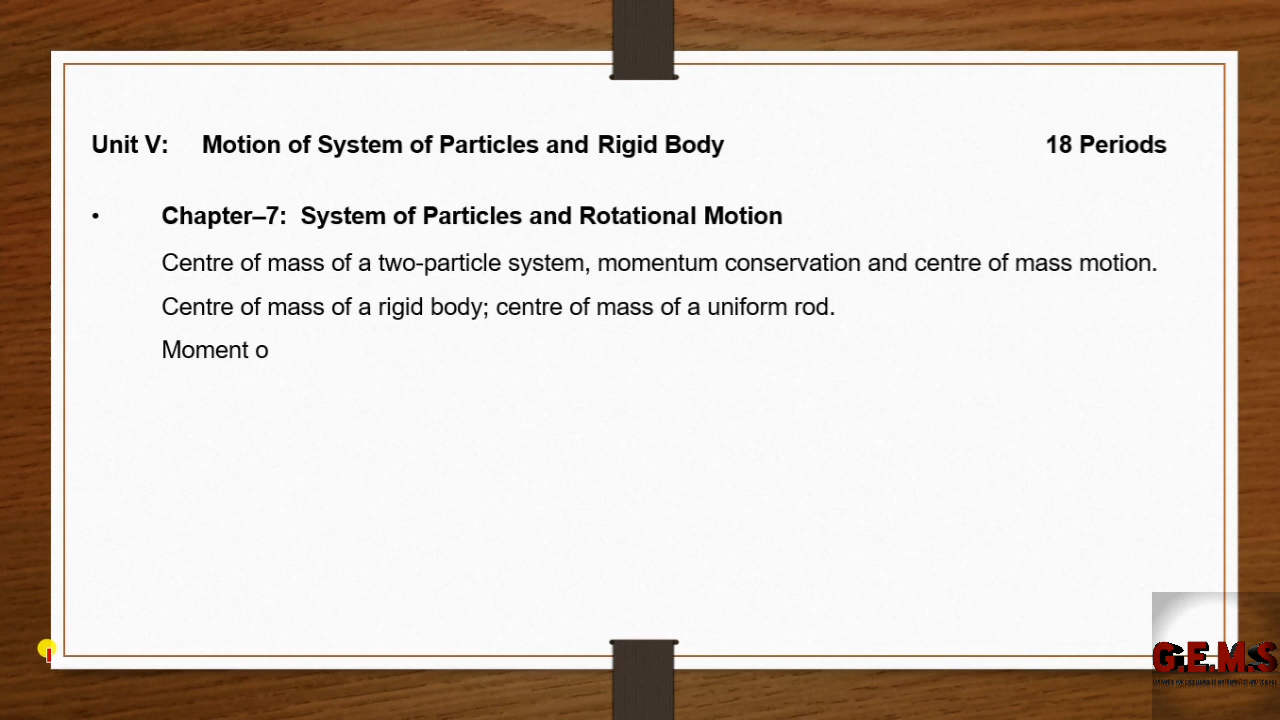 Unit V: Motion of System of Particles and Rigid Body 18 Periods
• Chapter–7: System of Particles and Rotational Motion
Centre of mass of a two-particle system, momentum conservation and centre of mass motion.
Centre of mass of a rigid body; centre of mass of a uniform rod.
Moment o
G.E.M.S